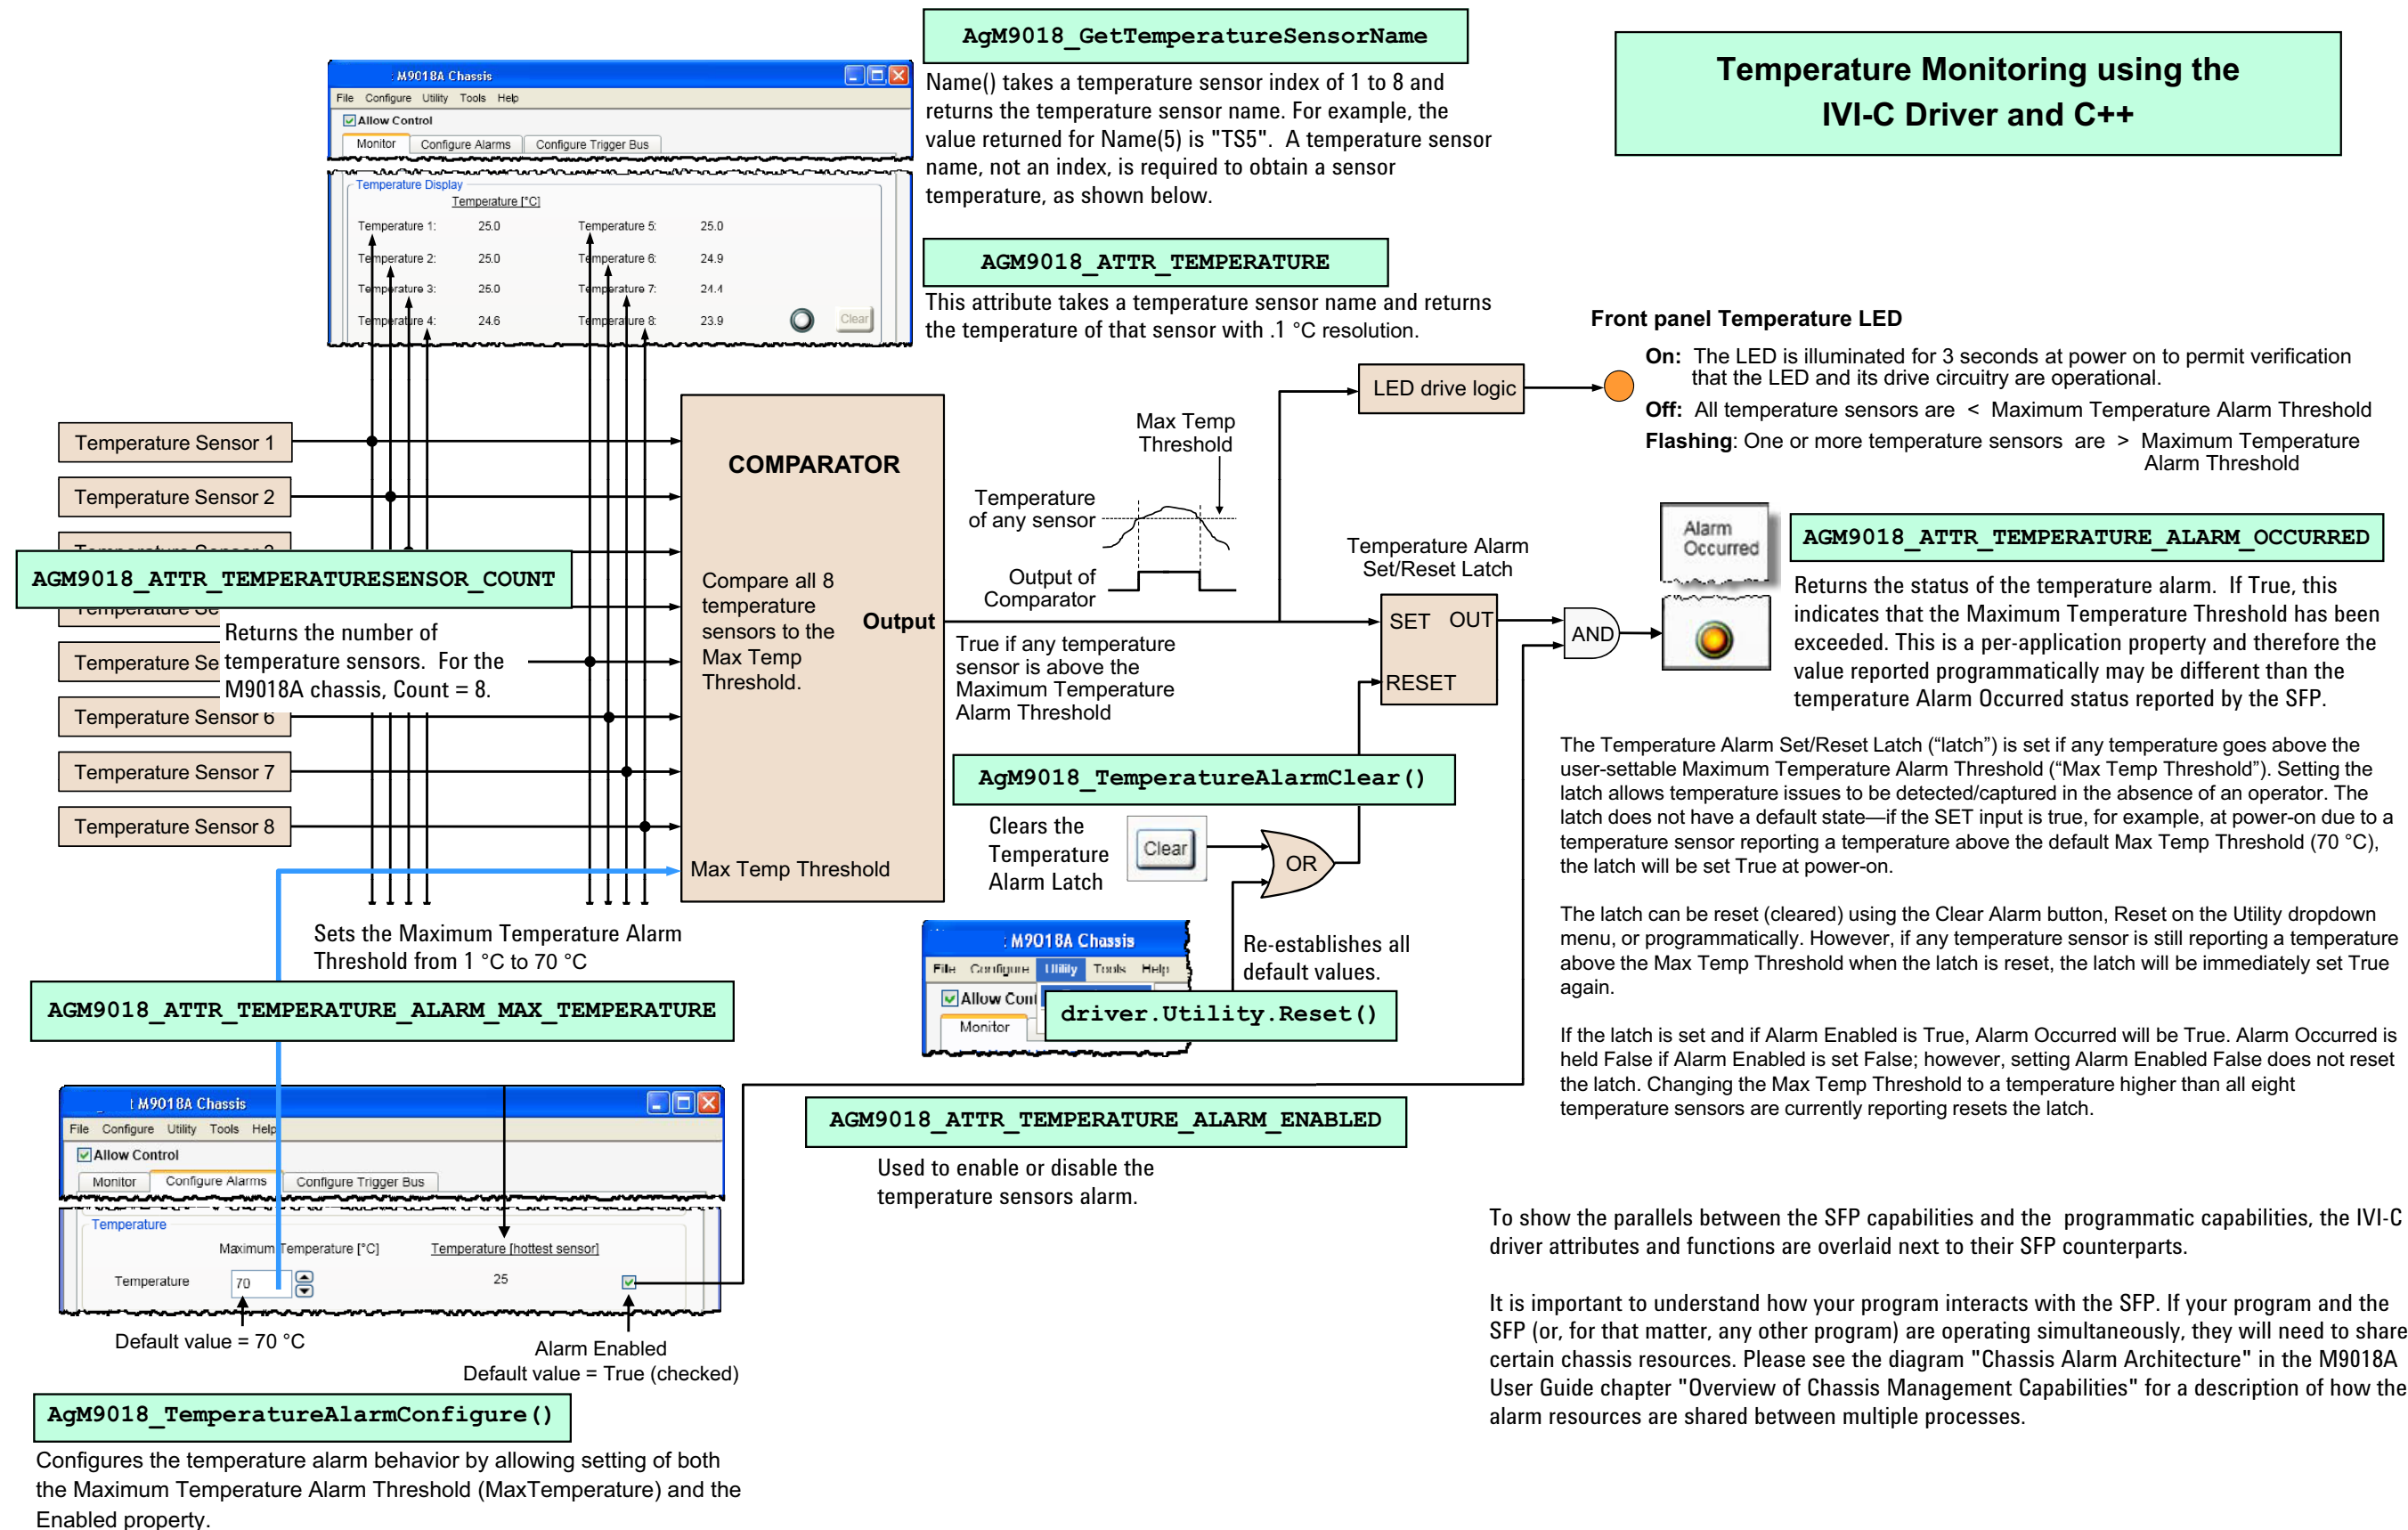 AgM9018_GetTemperatureSensorName
Name() takes a temperature sensor index of 1 to 8 and
returns the temperature sensor name. For example, the
value returned for Name(5) is "TS5". A temperature sensor
name, not an index, is required to obtain a sensor
temperature, as shown below.
Temperature Monitoring using the
IVI-C Driver and C++
: M9018A Chassis
File Configure Utility Tools Help
Allow Control
Monitor Configure Alarms Configure Trigger Bus
Temperature Display
Temperature [°C]
Temperature 1: 25.0 Temperature 5: 25.0
Temperature 2: 25.0 Temperature 6: 24.9
Temperature 3: 25.0 Temperature 7: 24.4
Temperature 4: 24.6 Temperature 8: 23.9 Clear
AGM9018_ATTR_TEMPERATURE
This attribute takes a temperature sensor name and returns
the temperature of that sensor with .1 °C resolution.
Front panel Temperature LED
On: The LED is illuminated for 3 seconds at power on to permit verification
that the LED and its drive circuitry are operational.
Off: All temperature sensors are < Maximum Temperature Alarm Threshold
Flashing: One or more temperature sensors are > Maximum Temperature
Alarm Threshold
LED drive logic
Temperature Sensor 1
Temperature Sensor 2
Temperature Sensor 3
AGM9018_ATTR_TEMPERATURESENSOR_COUNT
Temperature Se
Returns the number of
temperature sensors. For the
M9018A chassis, Count = 8.
Temperature Se
Temperature Sensor 6
Temperature Sensor 7
Temperature Sensor 8
COMPARATOR
Compare all 8
temperature
sensors to the
Max Temp
Threshold.
Output
Max Temp Threshold
Max Temp
Threshold
Temperature
of any sensor
Output of
Comparator
True if any temperature
sensor is above the
Maximum Temperature
Alarm Threshold
Temperature Alarm
Set/Reset Latch
SET OUT
RESET
AND
Alarm
Occurred
AGM9018_ATTR_TEMPERATURE_ALARM_OCCURRED
Returns the status of the temperature alarm. If True, this
indicates that the Maximum Temperature Threshold has been
exceeded. This is a per-application property and therefore the
value reported programmatically may be different than the
temperature Alarm Occurred status reported by the SFP.
AgM9018_TemperatureAlarmClear()
Clears the
Temperature
Alarm Latch
Clear
OR
: M9018A Chassis
File Configure Utility Tools Help
Allow Cont
Monitor
Re-establishes all
default values.
driver.Utility.Reset()
The Temperature Alarm Set/Reset Latch (“latch”) is set if any temperature goes above the
user-settable Maximum Temperature Alarm Threshold (“Max Temp Threshold”). Setting the
latch allows temperature issues to be detected/captured in the absence of an operator. The
latch does not have a default state—if the SET input is true, for example, at power-on due to a
temperature sensor reporting a temperature above the default Max Temp Threshold (70 °C),
the latch will be set True at power-on.
The latch can be reset (cleared) using the Clear Alarm button, Reset on the Utility dropdown
menu, or programmatically. However, if any temperature sensor is still reporting a temperature
above the Max Temp Threshold when the latch is reset, the latch will be immediately set True
again.
If the latch is set and if Alarm Enabled is True, Alarm Occurred will be True. Alarm Occurred is
held False if Alarm Enabled is set False; however, setting Alarm Enabled False does not reset
the latch. Changing the Max Temp Threshold to a temperature higher than all eight
temperature sensors are currently reporting resets the latch.
Sets the Maximum Temperature Alarm
Threshold from 1 °C to 70 °C
AGM9018_ATTR_TEMPERATURE_ALARM_MAX_TEMPERATURE
M9018A Chassis
File Configure Utility Tools Help
Allow Control
Monitor Configure Alarms Configure Trigger Bus
Temperature
Maximum Temperature [°C] Temperature [hottest sensor]
Temperature 70 25
Default value = 70 °C
Alarm Enabled
Default value = True (checked)
AGM9018_ATTR_TEMPERATURE_ALARM_ENABLED
Used to enable or disable the
temperature sensors alarm.
AgM9018_TemperatureAlarmConfigure()
Configures the temperature alarm behavior by allowing setting of both
the Maximum Temperature Alarm Threshold (MaxTemperature) and the
Enabled property.
To show the parallels between the SFP capabilities and the programmatic capabilities, the IVI-C
driver attributes and functions are overlaid next to their SFP counterparts.
It is important to understand how your program interacts with the SFP. If your program and the
SFP (or, for that matter, any other program) are operating simultaneously, they will need to share
certain chassis resources. Please see the diagram "Chassis Alarm Architecture" in the M9018A
User Guide chapter "Overview of Chassis Management Capabilities" for a description of how the
alarm resources are shared between multiple processes.